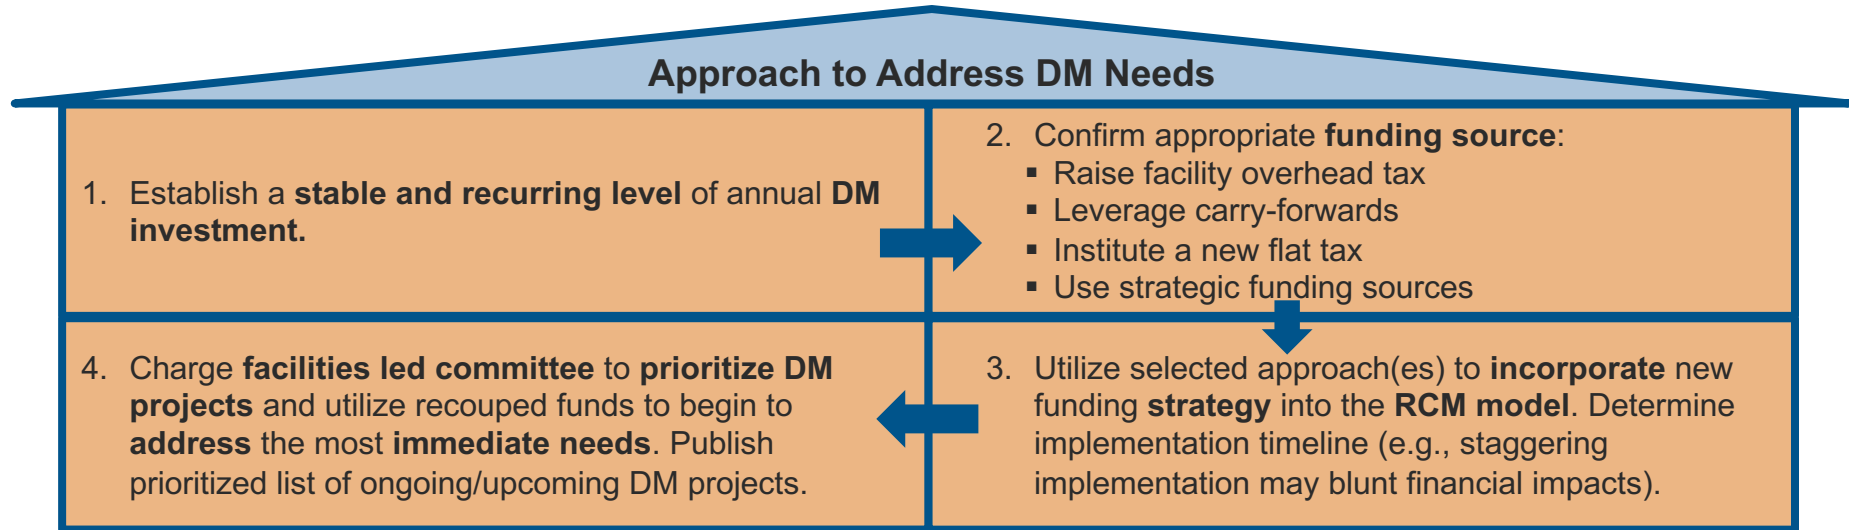 Approach to Address DM Needs
1. Establish a stable and recurring level of annual DM
investment.
2. Confirm appropriate funding source:
▪ Raise facility overhead tax
▪ Leverage carry-forwards
▪ Institute a new flat tax
▪ Use strategic funding sources
3. Utilize selected approach(es) to incorporate new
funding strategy into the RCM model. Determine
implementation timeline (e.g., staggering
implementation may blunt financial impacts).
4. Charge facilities led committee to prioritize DM
projects and utilize recouped funds to begin to
address the most immediate needs. Publish
prioritized list of ongoing/upcoming DM projects.